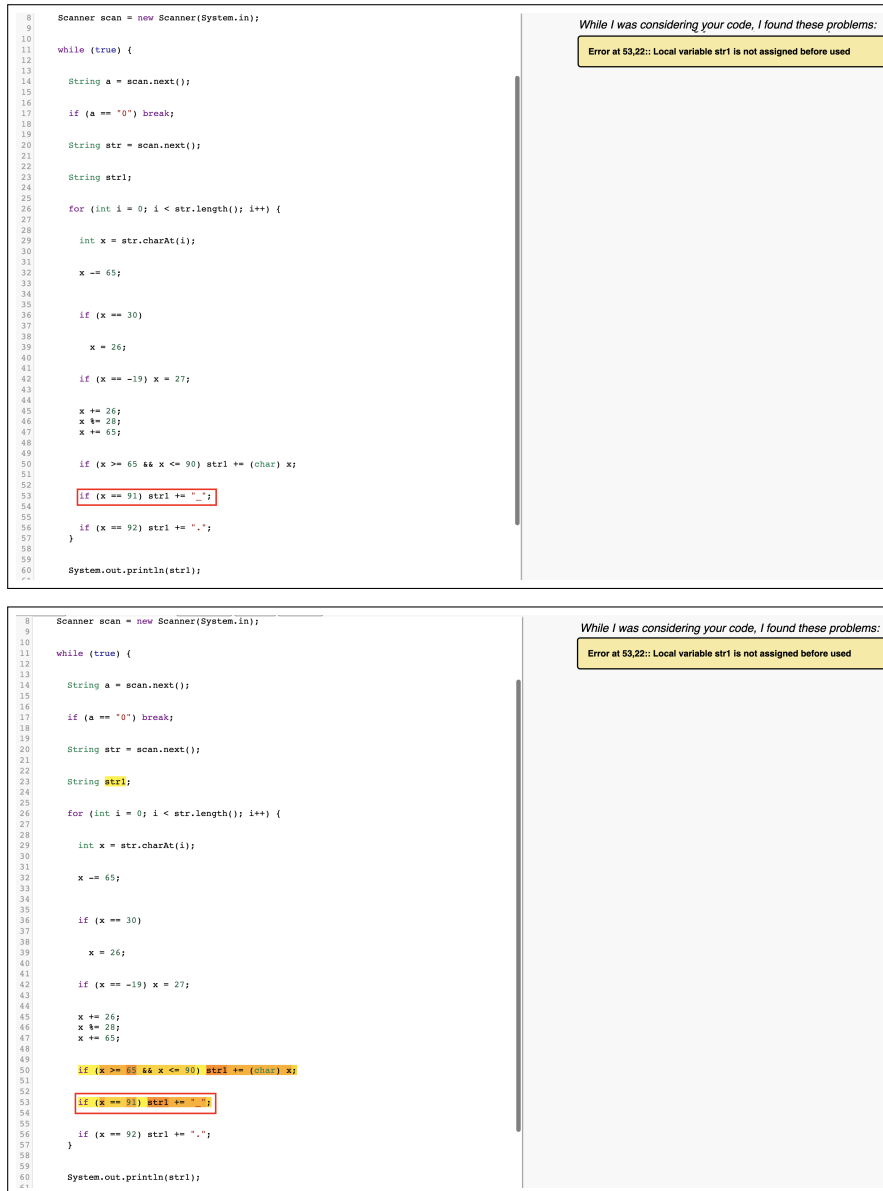 8 Scanner scan = new Scanner(System.in);
9
10
11 while (true) {
12
13
14 String a = scan.next();
15
16
17 if (a == "0") break;
18
19
20 String str = scan.next();
21
22
23 String str1;
24
25
26 for (int i = 0; i < str.length(); i++) {
27
28
29 int x = str.charAt(i);
30
31
32 x -= 65;
33
34
35
36 if (x == 30)
37
38
39 x = 26;
40
41
42 if (x == -19) x = 27;
43
44
45 x += 26;
46 x %= 28;
47 x += 65;
48
49
50 if (x >= 65 && x <= 90) str1 += (char) x;
51
52
53 if (x == 91) str1 += "_";
54
55
56 if (x == 92) str1 += ".";
57 }
58
59
60 System.out.println(str1);
While I was considering your code, I found these problems:
Error at 53,22:: Local variable str1 is not assigned before used
8 Scanner scan = new Scanner(System.in);
9
10
11 while (true) {
12
13
14 String a = scan.next();
15
16
17 if (a == "0") break;
18
19
20 String str = scan.next();
21
22
23 String str1;
24
25
26 for (int i = 0; i < str.length(); i++) {
27
28
29 int x = str.charAt(i);
30
31
32 x -= 65;
33
34
35
36 if (x == 30)
37
38
39 x = 26;
40
41
42 if (x == -19) x = 27;
43
44
45 x += 26;
46 x %= 28;
47 x += 65;
48
49
50 if (x >= 65 && x <= 90) str1 += (char) x;
51
52
53 if (x == 91) str1 += "_";
54
55
56 if (x == 92) str1 += ".";
57 }
58
59
60 System.out.println(str1);
While I was considering your code, I found these problems:
Error at 53,22:: Local variable str1 is not assigned before used